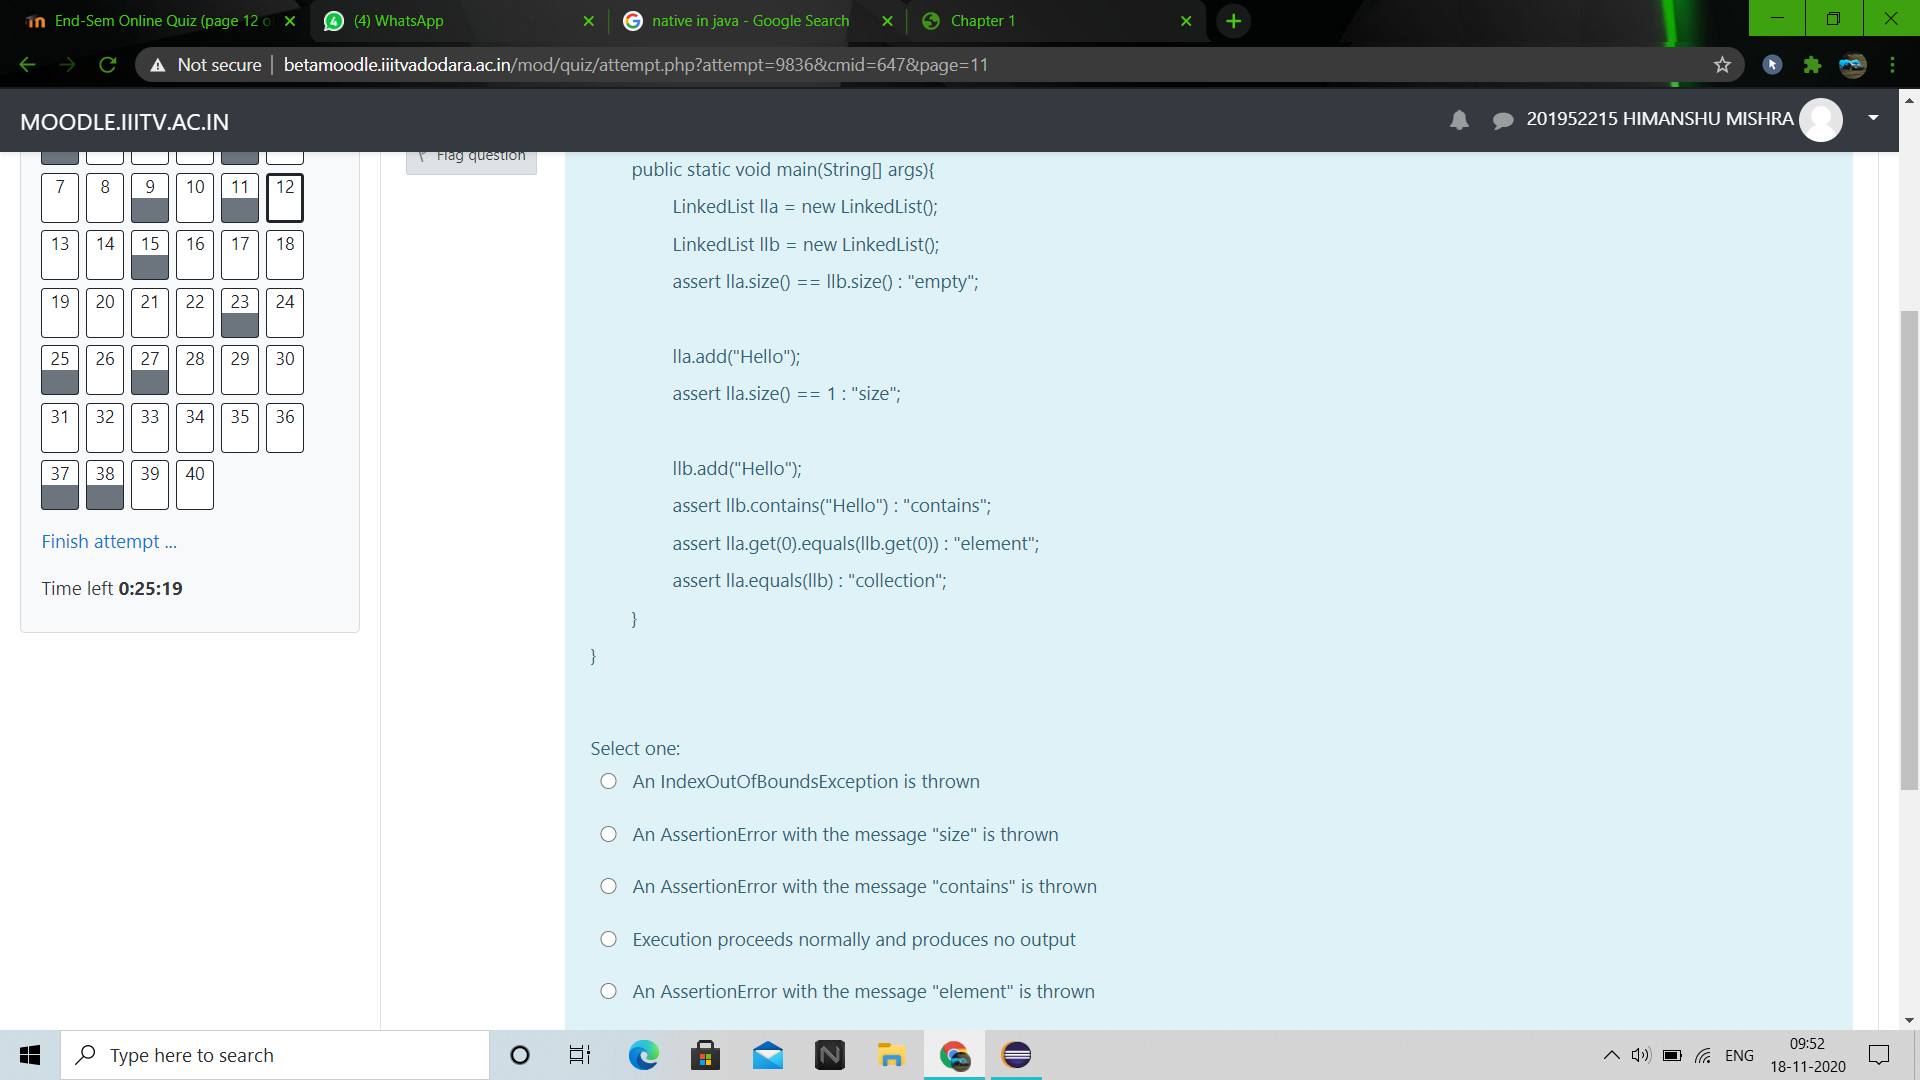 End-Sem Online Quiz (page 12 o
(4) WhatsApp
native in java - Google Search
Chapter 1
Not secure
betamoodle.iiitvadodara.ac.in/mod/quiz/attempt.php?attempt=9836&cmid=647&page=11
MOODLE.IIITV.AC.IN
201952215 HIMANSHU MISHRA
7 8 9 10 11 12
13 14 15 16 17 18
19 20 21 22 23 24
25 26 27 28 29 30
31 32 33 34 35 36
37 38 39 40
Finish attempt ...
Time left 0:25:19
Flag question
public static void main(String[] args){
LinkedList lla = new LinkedList();
LinkedList llb = new LinkedList();
assert lla.size() == llb.size() : "empty";
lla.add("Hello");
assert lla.size() == 1 : "size";
llb.add("Hello");
assert llb.contains("Hello") : "contains";
assert lla.get(0).equals(llb.get(0)) : "element";
assert lla.equals(llb) : "collection";
}
}
Select one:
An IndexOutOfBoundsException is thrown
An AssertionError with the message "size" is thrown
An AssertionError with the message "contains" is thrown
Execution proceeds normally and produces no output
An AssertionError with the message "element" is thrown
Type here to search
ENG
09:52
18-11-2020